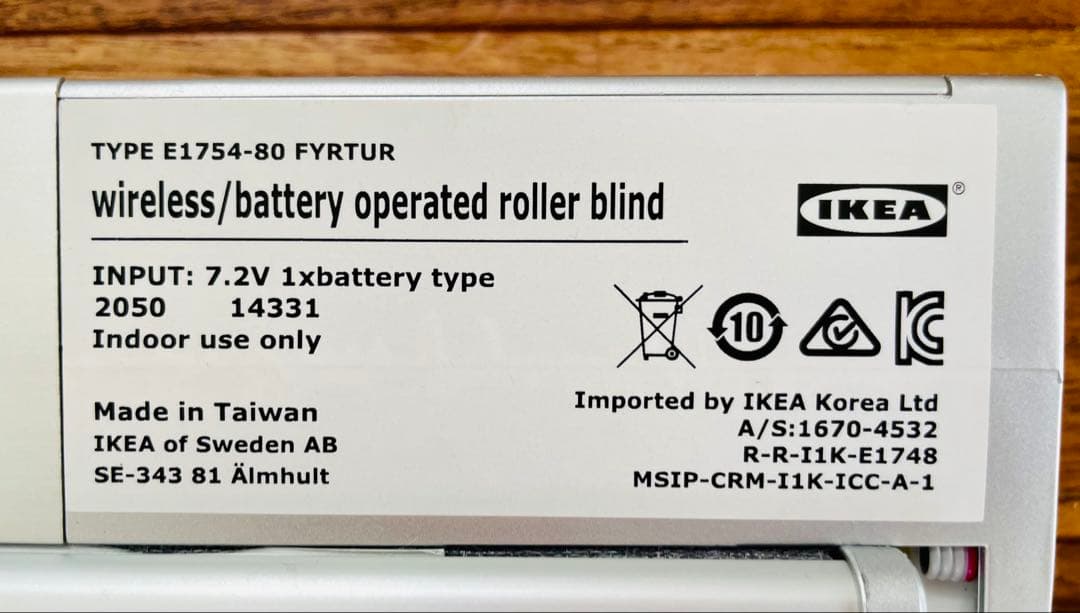 TYPE E1754-80 FYRTUR
wireless/battery operated roller blind
IKEA ®
INPUT: 7.2V 1xbattery type
2050 14331
Indoor use only
10
Made in Taiwan
IKEA of Sweden AB
SE-343 81 Älmhult
Imported by IKEA Korea Ltd
A/S:1670-4532
R-R-I1K-E1748
MSIP-CRM-I1K-ICC-A-1